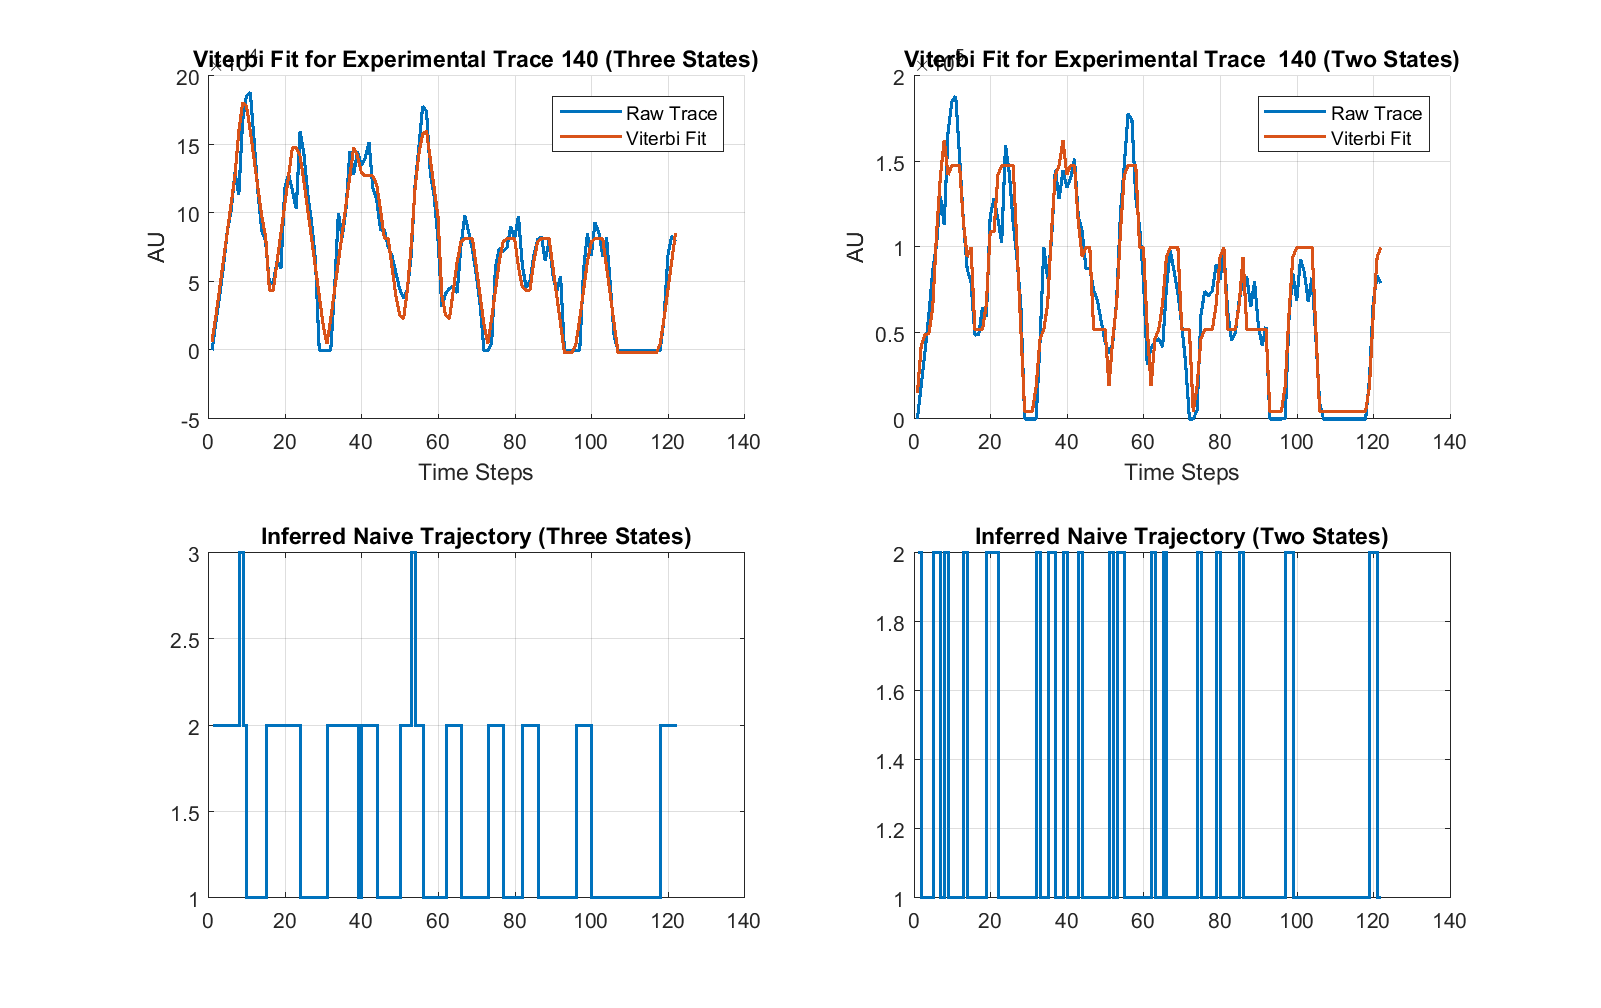 Viterbi Fit for Experimental Trace 140 (Three States)
20
15
10
5
0
-5
AU
Raw Trace
Viterbi Fit
0 20 40 60 80 100 120 140
Time Steps
Viterbi Fit for Experimental Trace 140 (Two States)
×10^5
2
1.5
1
0.5
0
AU
Raw Trace
Viterbi Fit
0 20 40 60 80 100 120 140
Time Steps
Inferred Naive Trajectory (Three States)
3
2.5
2
1.5
1
0 20 40 60 80 100 120 140
Inferred Naive Trajectory (Two States)
2
1.8
1.6
1.4
1.2
1
0 20 40 60 80 100 120 140